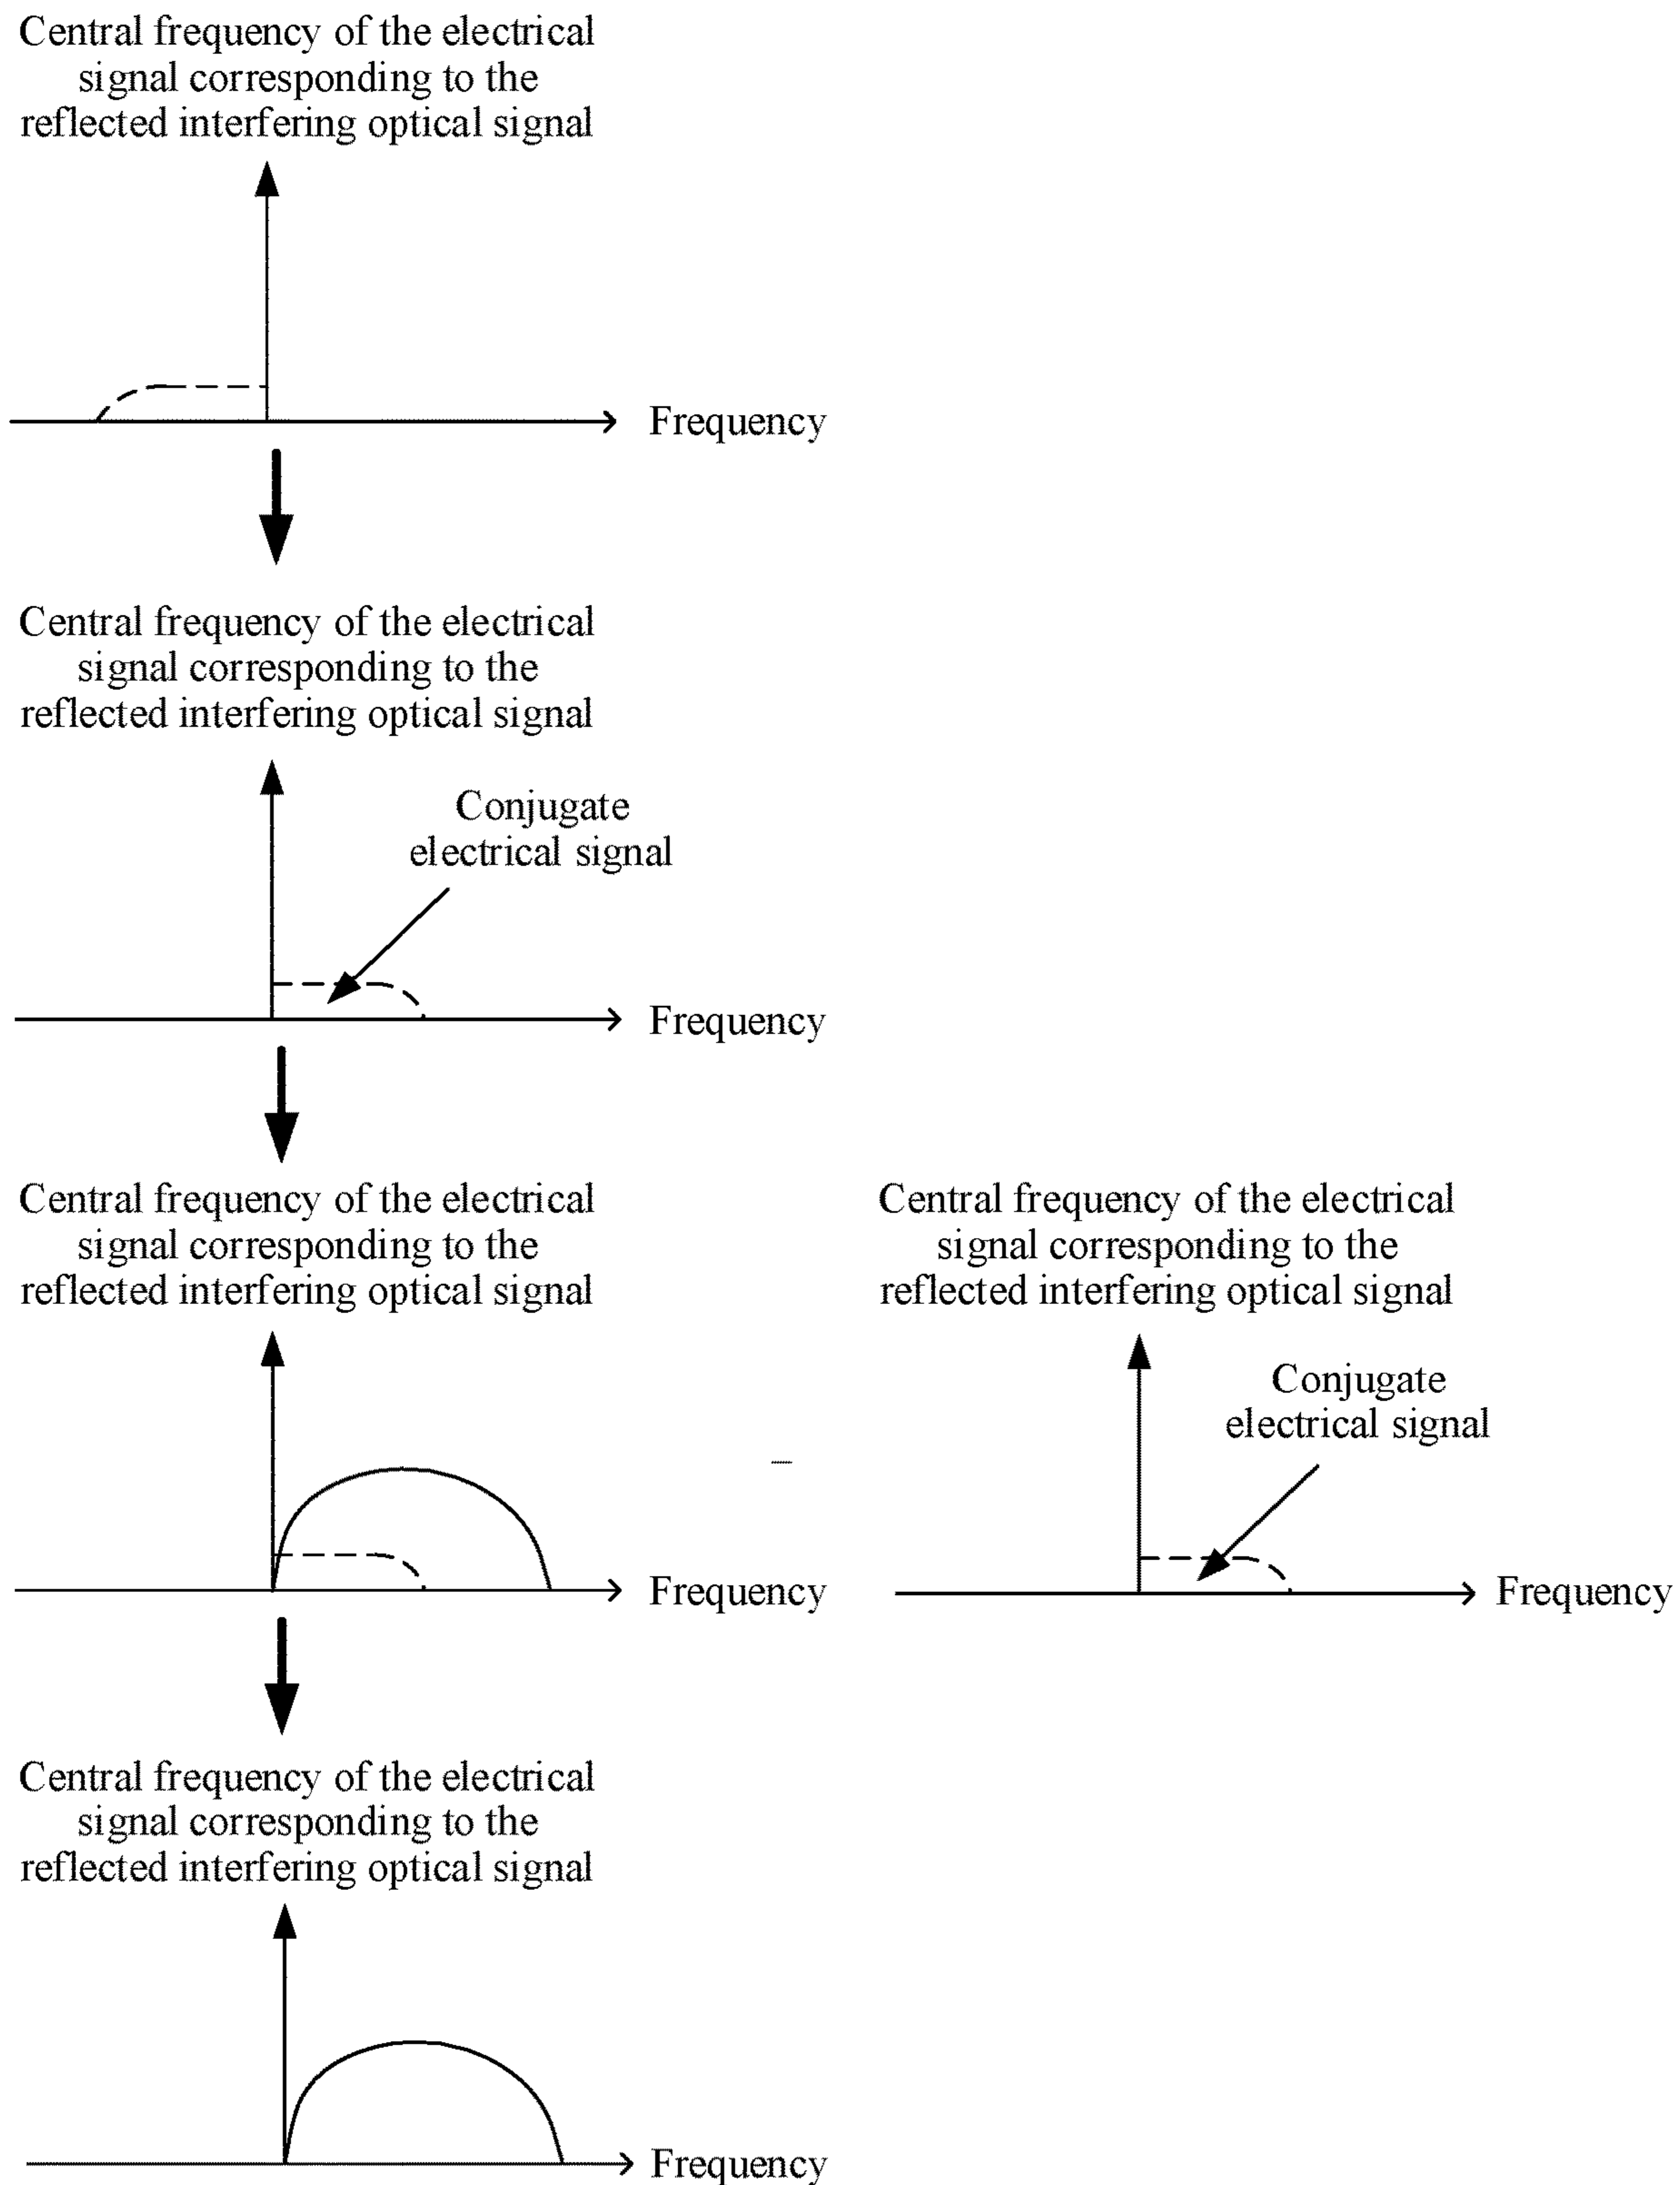 Central frequency of the electrical
signal corresponding to the
reflected interfering optical signal
Frequency
Central frequency of the electrical
signal corresponding to the
reflected interfering optical signal
Conjugate
electrical signal
Frequency
Central frequency of the electrical
signal corresponding to the
reflected interfering optical signal
Frequency
Central frequency of the electrical
signal corresponding to the
reflected interfering optical signal
Conjugate
electrical signal
Frequency
Central frequency of the electrical
signal corresponding to the
reflected interfering optical signal
Frequency